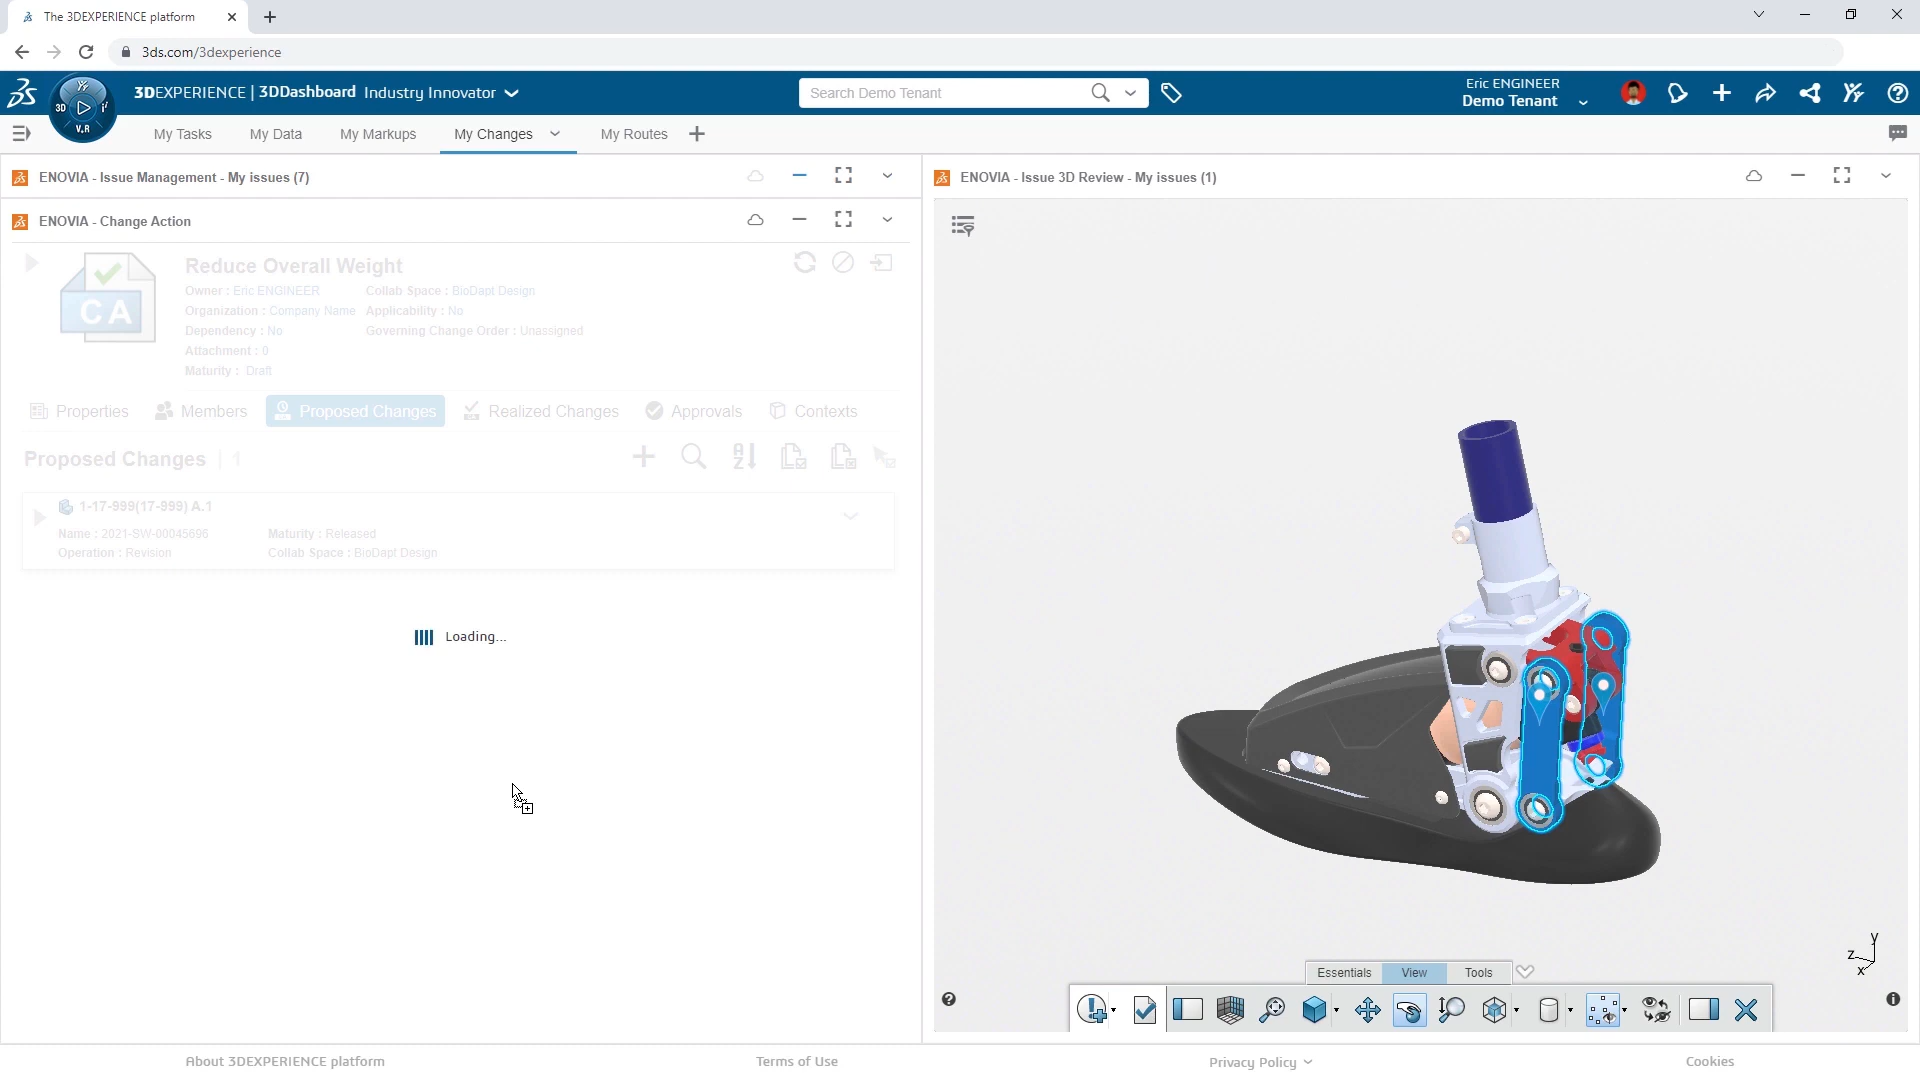 The 3DEXPERIENCE platform
3ds.com/3dexperience
3D V.R
3DEXPERIENCE | 3DDashboard Industry Innovator
Search Demo Tenant
Eric ENGINEER
Demo Tenant
My Tasks My Data My Markups My Changes My Routes
ENOVIA - Issue Management - My issues (7)
ENOVIA - Issue 3D Review - My issues (1)
ENOVIA - Change Action
CA
Reduce Overall Weight
Owner : Eric ENGINEER Collab Space : BioDapt Design
Organization : Company Name Applicability : No
Dependency : No Governing Change Order : Unassigned
Attachment : 0
Maturity : Draft
Properties Members Proposed Changes Realized Changes Approvals Contexts
Proposed Changes | 1
1-17-999(17-999) A.1
Name : 2021-SW-00045696 Maturity : Released
Operation : Revision Collab Space : BioDapt Design
Loading...
y
z
x
Essentials View Tools
About 3DEXPERIENCE platform Terms of Use Privacy Policy Cookies